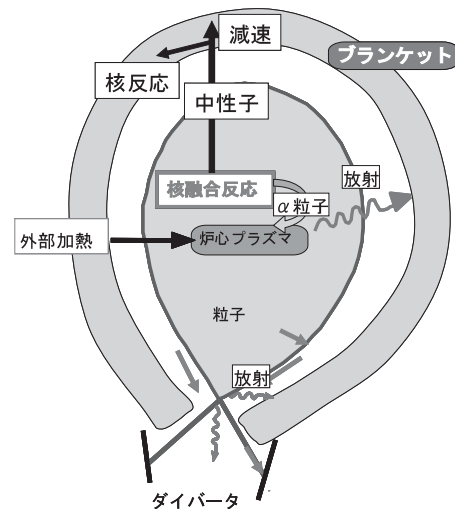 減速
ブランケット
核反応
中性子
核融合反応
放射
α粒子
外部加熱
炉心プラズマ
粒子
放射
ダイバータ